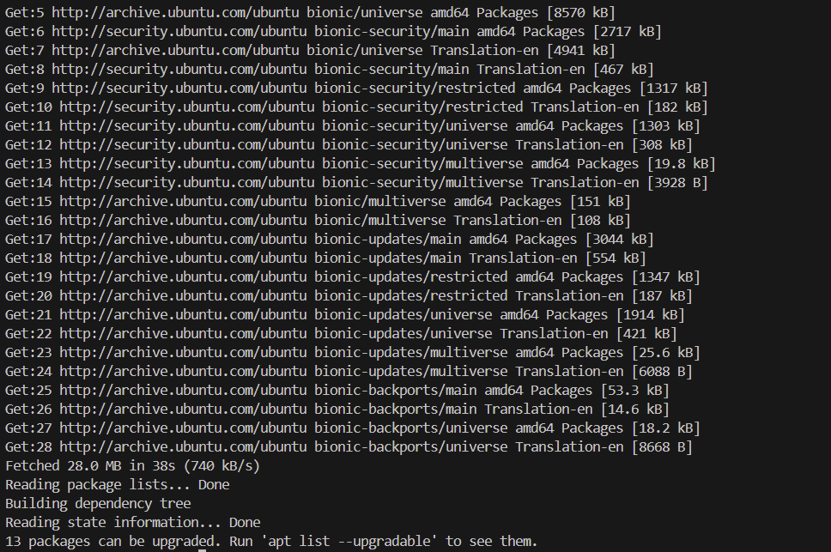 Get:5 http://archive.ubuntu.com/ubuntu bionic/universe amd64 Packages [8570 kB]
Get:6 http://security.ubuntu.com/ubuntu bionic-security/main amd64 Packages [2717 kB]
Get:7 http://archive.ubuntu.com/ubuntu bionic/universe Translation-en [4941 kB]
Get:8 http://security.ubuntu.com/ubuntu bionic-security/main Translation-en [467 kB]
Get:9 http://security.ubuntu.com/ubuntu bionic-security/restricted amd64 Packages [1317 kB]
Get:10 http://security.ubuntu.com/ubuntu bionic-security/restricted Translation-en [182 kB]
Get:11 http://security.ubuntu.com/ubuntu bionic-security/universe amd64 Packages [1303 kB]
Get:12 http://security.ubuntu.com/ubuntu bionic-security/universe Translation-en [308 kB]
Get:13 http://security.ubuntu.com/ubuntu bionic-security/multiverse amd64 Packages [19.8 kB]
Get:14 http://security.ubuntu.com/ubuntu bionic-security/multiverse Translation-en [3928 B]
Get:15 http://archive.ubuntu.com/ubuntu bionic/multiverse amd64 Packages [151 kB]
Get:16 http://archive.ubuntu.com/ubuntu bionic/multiverse Translation-en [108 kB]
Get:17 http://archive.ubuntu.com/ubuntu bionic-updates/main amd64 Packages [3044 kB]
Get:18 http://archive.ubuntu.com/ubuntu bionic-updates/main Translation-en [554 kB]
Get:19 http://archive.ubuntu.com/ubuntu bionic-updates/restricted amd64 Packages [1347 kB]
Get:20 http://archive.ubuntu.com/ubuntu bionic-updates/restricted Translation-en [187 kB]
Get:21 http://archive.ubuntu.com/ubuntu bionic-updates/universe amd64 Packages [1914 kB]
Get:22 http://archive.ubuntu.com/ubuntu bionic-updates/universe Translation-en [421 kB]
Get:23 http://archive.ubuntu.com/ubuntu bionic-updates/multiverse amd64 Packages [25.6 kB]
Get:24 http://archive.ubuntu.com/ubuntu bionic-updates/multiverse Translation-en [6088 B]
Get:25 http://archive.ubuntu.com/ubuntu bionic-backports/main amd64 Packages [53.3 kB]
Get:26 http://archive.ubuntu.com/ubuntu bionic-backports/main Translation-en [14.6 kB]
Get:27 http://archive.ubuntu.com/ubuntu bionic-backports/universe amd64 Packages [18.2 kB]
Get:28 http://archive.ubuntu.com/ubuntu bionic-backports/universe Translation-en [8668 B]
Fetched 28.0 MB in 38s (740 kB/s)
Reading package lists... Done
Building dependency tree
Reading state information... Done
13 packages can be upgraded. Run 'apt list --upgradable' to see them.